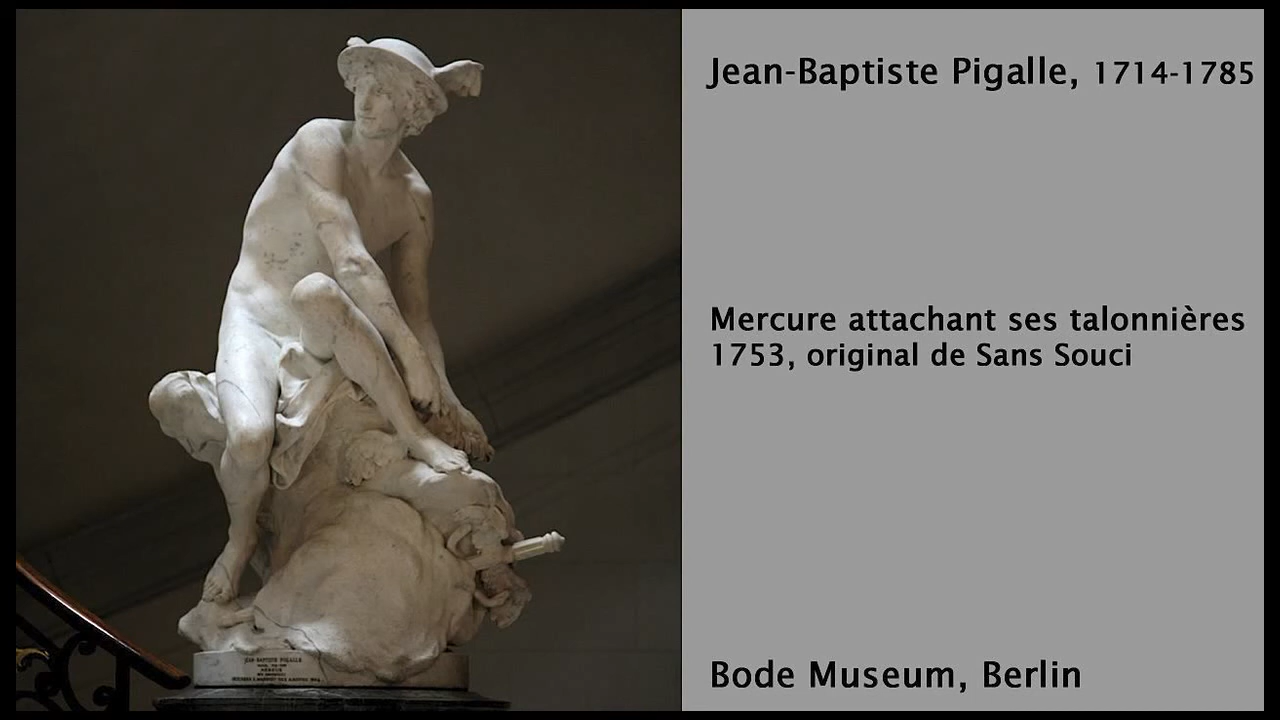 Jean-Baptiste Pigalle, 1714-1785
Mercure attachant ses talonnières
1753, original de Sans Souci
Bode Museum, Berlin
JEAN-BAPTISTE PIGALLE